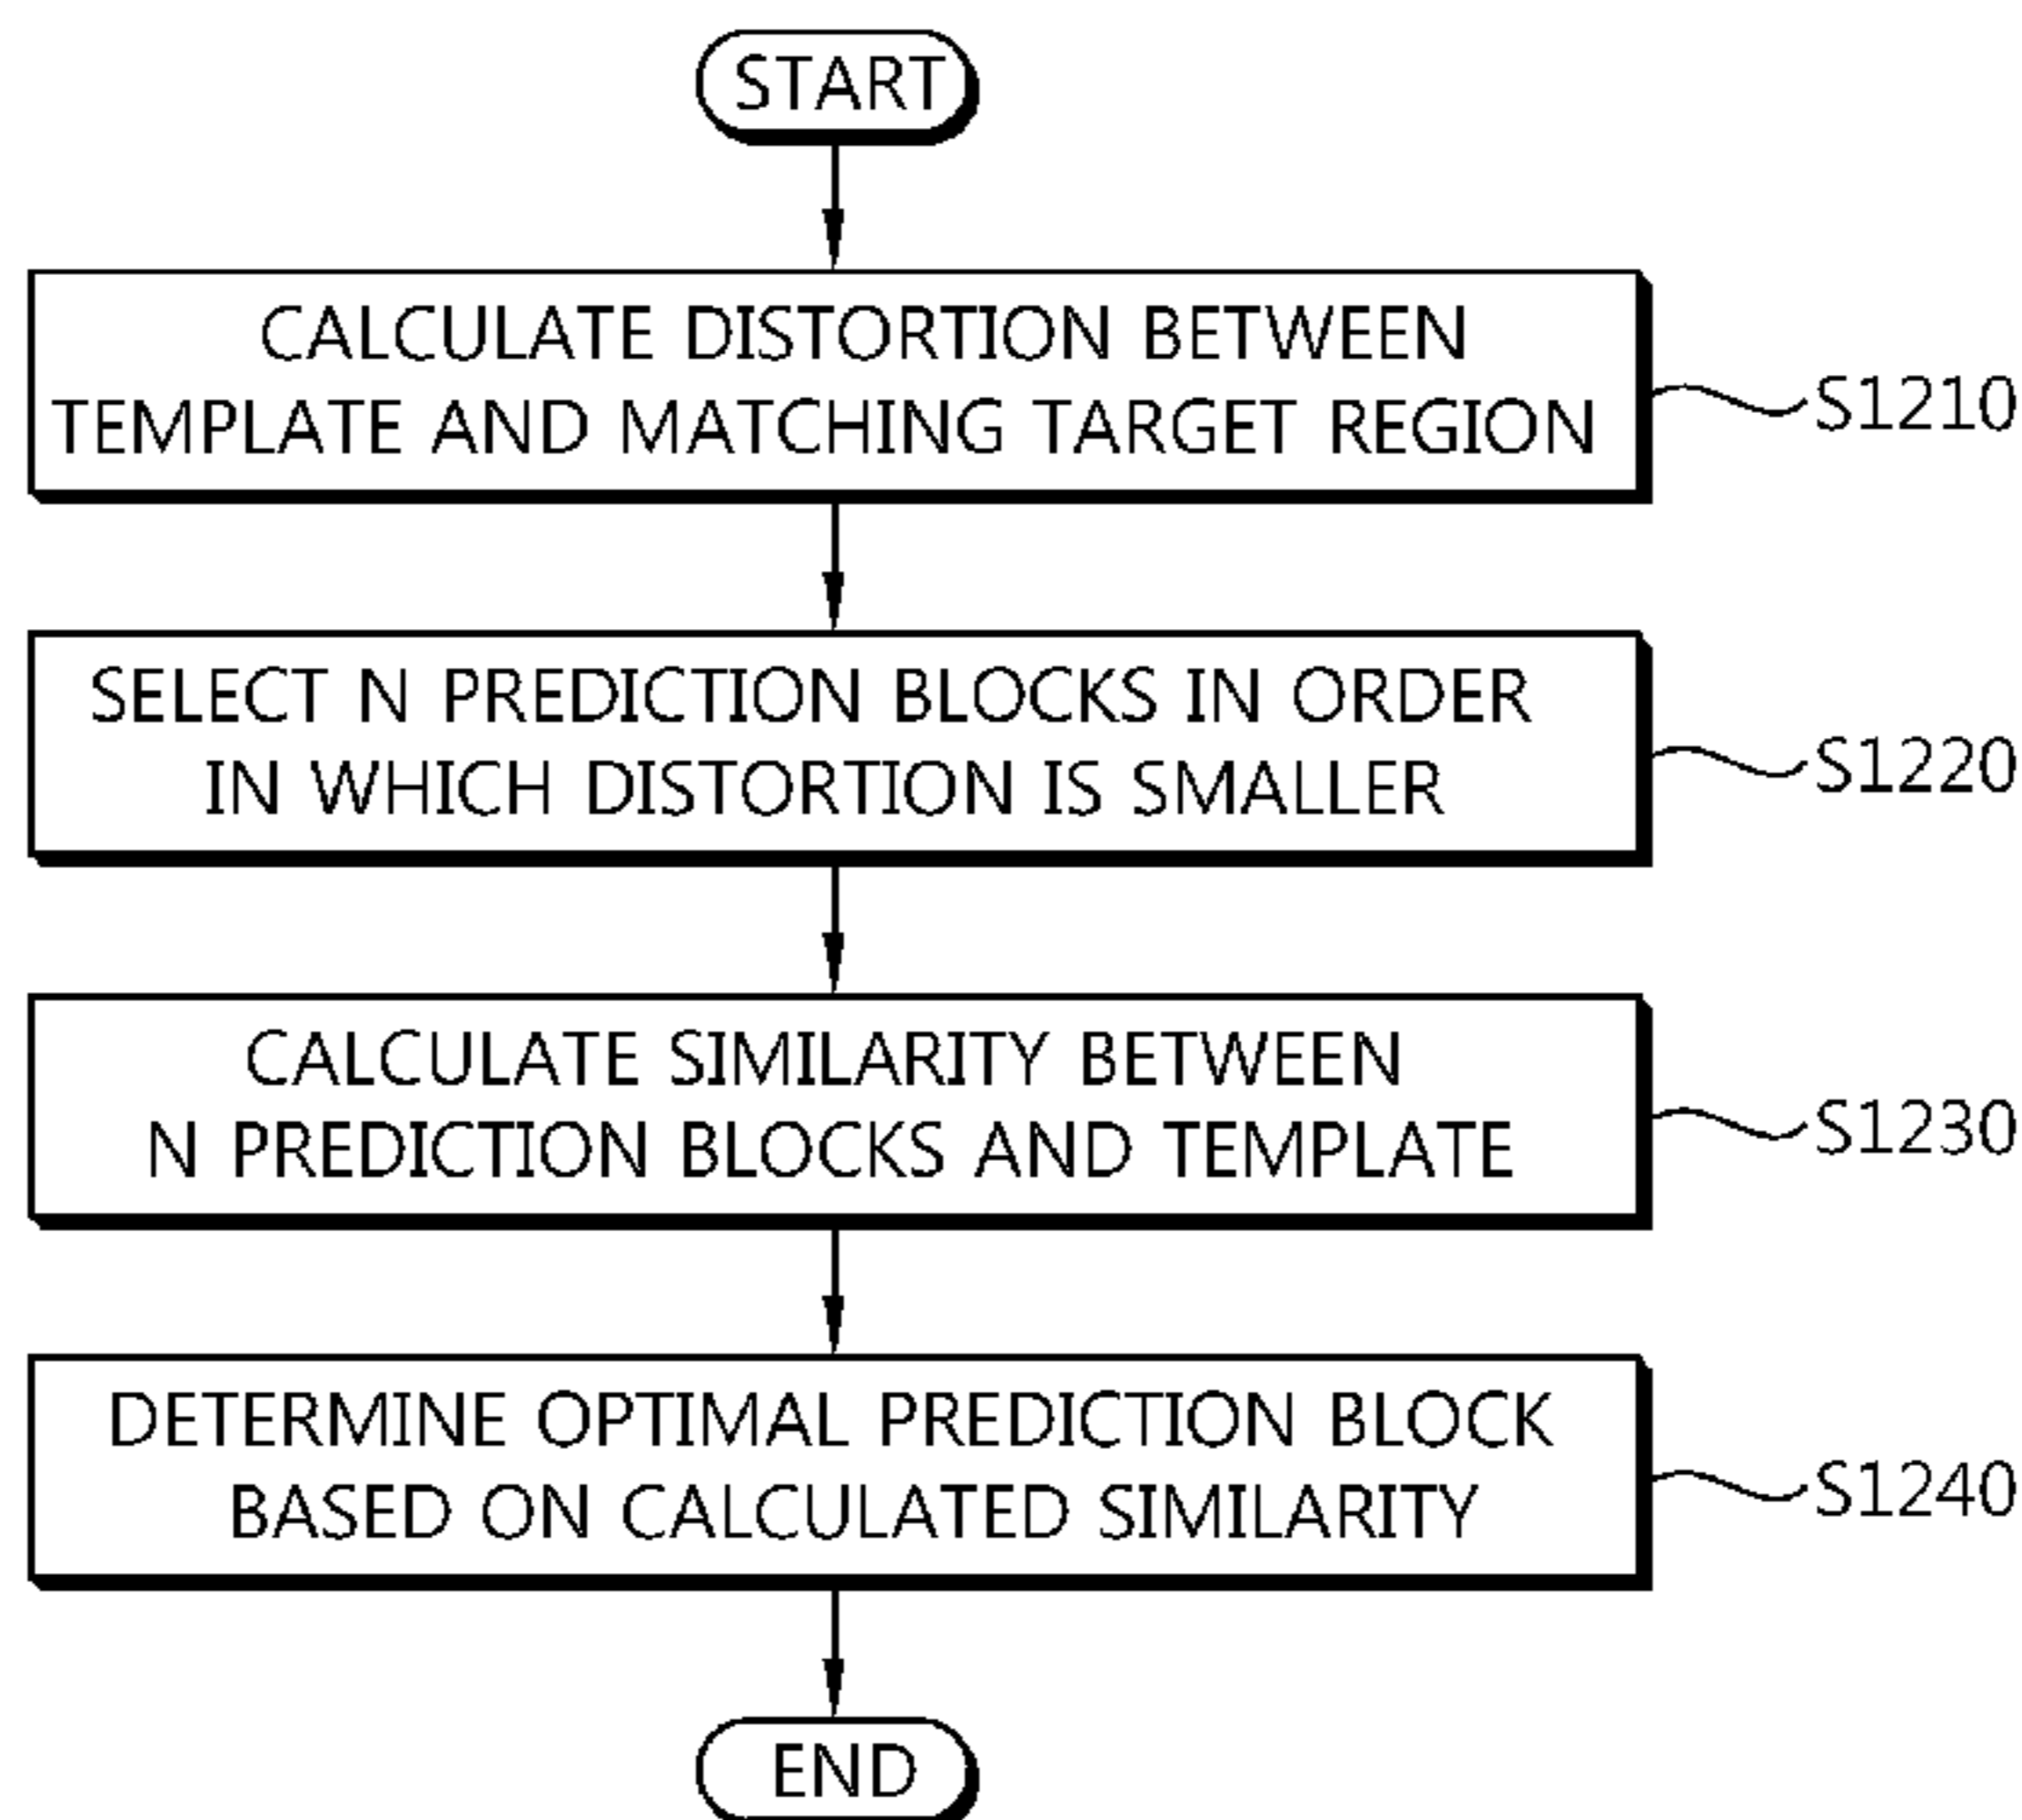 START
CALCULATE DISTORTION BETWEEN
TEMPLATE AND MATCHING TARGET REGION
S1210
SELECT N PREDICTION BLOCKS IN ORDER
IN WHICH DISTORTION IS SMALLER
S1220
CALCULATE SIMILARITY BETWEEN
N PREDICTION BLOCKS AND TEMPLATE
S1230
DETERMINE OPTIMAL PREDICTION BLOCK
BASED ON CALCULATED SIMILARITY
S1240
END